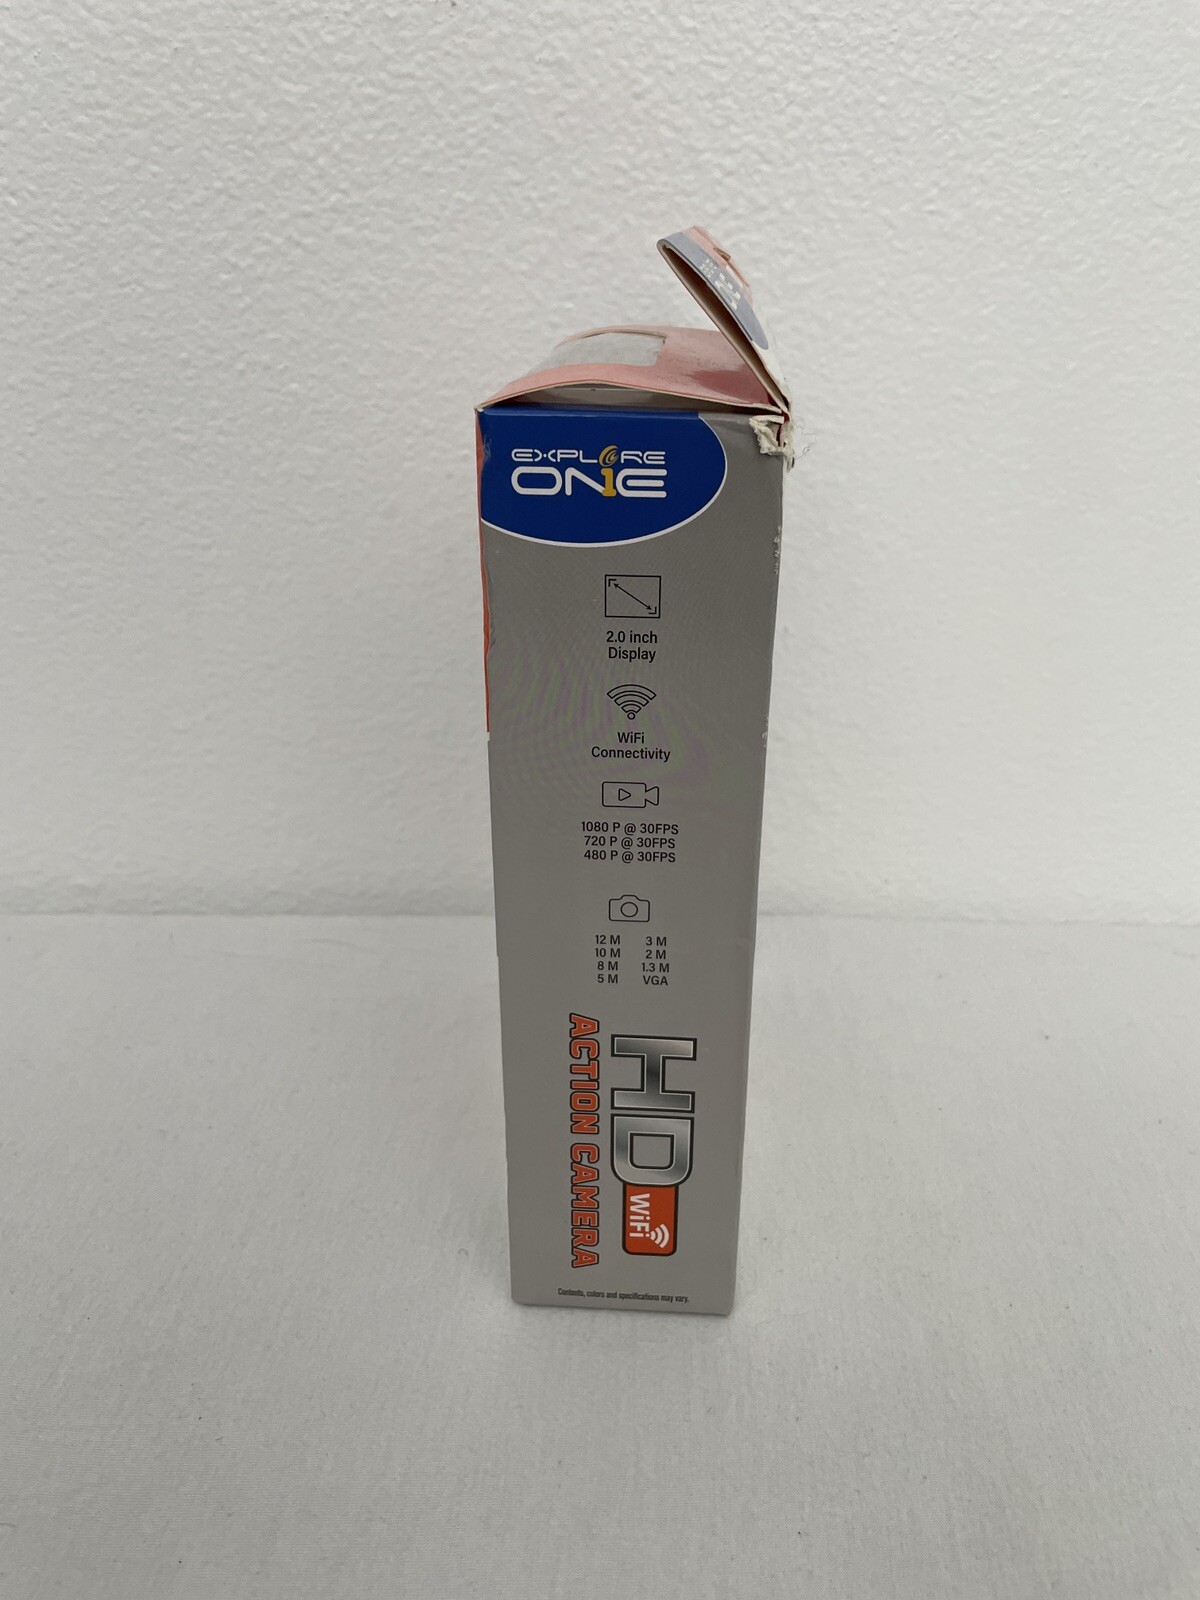 EXPLORE
ONE
2.0 inch
Display
WiFi
Connectivity
1080 P @ 30FPS
720 P @ 30FPS
480 P @ 30FPS
12 M 3 M
10 M 2 M
8 M 1.3 M
5 M VGA
HD WiFi
ACTION CAMERA
Contents, colors and specifications may vary.